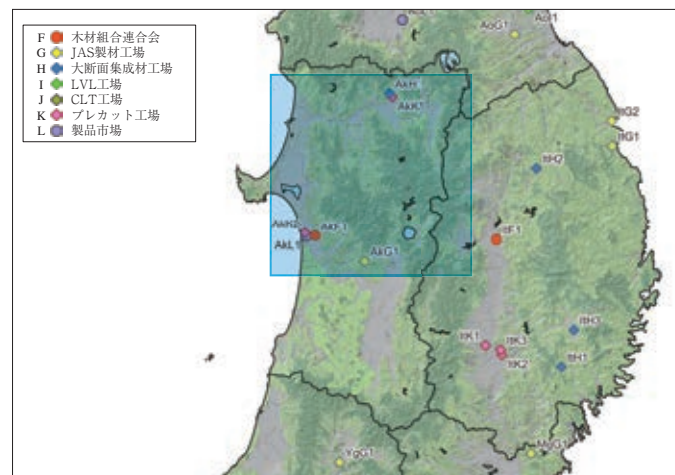 F 木材組合連合会
G JAS製材工場
H 大断面集成材工場
I LVL工場
J CLT工場
K プレカット工場
L 製品市場
AoG1
AkH
AkK1
ItG2
ItG1
ItH2
AkF1
AkL1
AkG1
ItF1
ItH3
ItK1
ItK3
ItK2
ItH1
MgG1
YgG1